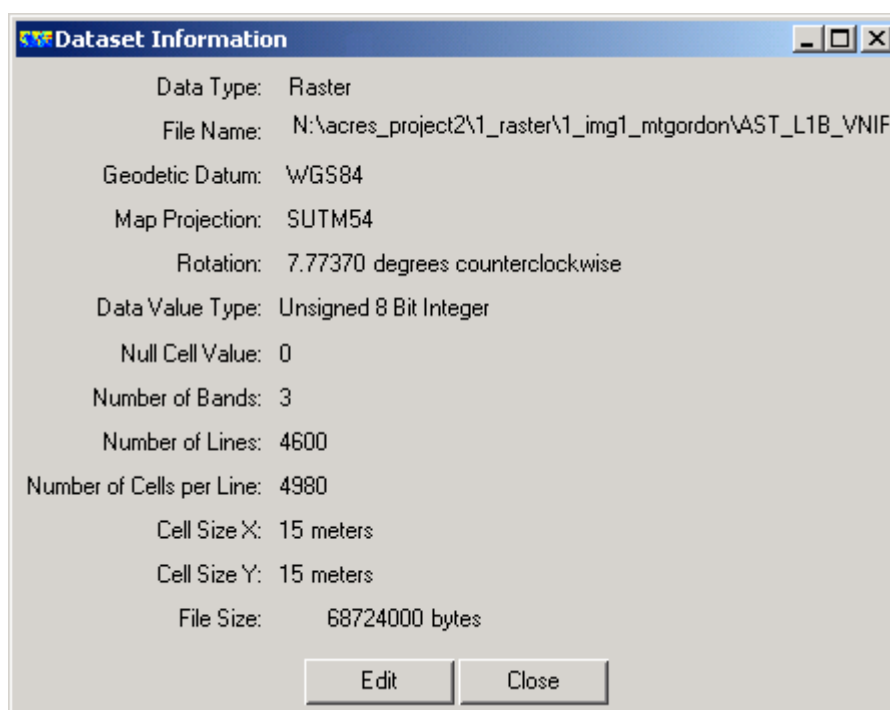 Dataset Information
Data Type: Raster
File Name: N:\acres_project2\1_raster\1_img1_mtgordon\AST_L1B_VNIF
Geodetic Datum: WGS84
Map Projection: SUTM54
Rotation: 7.77370 degrees counterclockwise
Data Value Type: Unsigned 8 Bit Integer
Null Cell Value: 0
Number of Bands: 3
Number of Lines: 4600
Number of Cells per Line: 4980
Cell Size X: 15 meters
Cell Size Y: 15 meters
File Size: 68724000 bytes
Edit Close